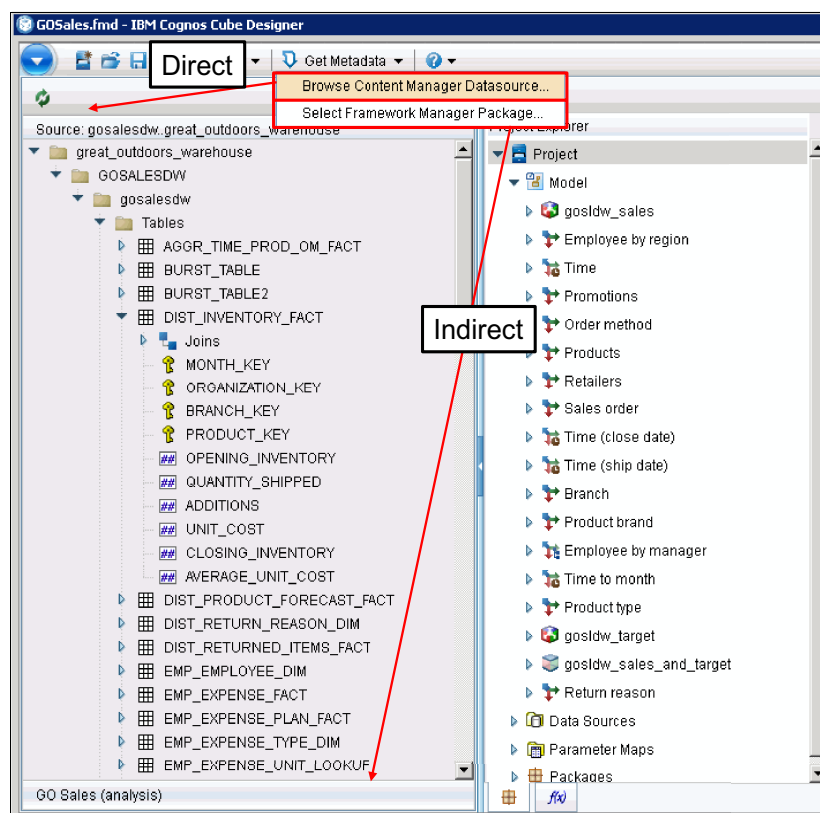 GOSales.fmd - IBM Cognos Cube Designer
Direct
Get Metadata
Browse Content Manager Datasource...
Select Framework Manager Package...
Source: gosalesdw..great_outdoors_warehouse
Project Explorer
great_outdoors_warehouse
GOSALESDW
gosalesdw
Tables
AGGR_TIME_PROD_OM_FACT
BURST_TABLE
BURST_TABLE2
DIST_INVENTORY_FACT
Joins
MONTH_KEY
ORGANIZATION_KEY
BRANCH_KEY
PRODUCT_KEY
## OPENING_INVENTORY
## QUANTITY_SHIPPED
## ADDITIONS
## UNIT_COST
## CLOSING_INVENTORY
## AVERAGE_UNIT_COST
DIST_PRODUCT_FORECAST_FACT
DIST_RETURN_REASON_DIM
DIST_RETURNED_ITEMS_FACT
EMP_EMPLOYEE_DIM
EMP_EXPENSE_FACT
EMP_EXPENSE_PLAN_FACT
EMP_EXPENSE_TYPE_DIM
EMP_EXPENSE_UNIT_LOOKUP
GO Sales (analysis)
Indirect
Project
Model
gosldw_sales
Employee by region
Time
Promotions
Order method
Products
Retailers
Sales order
Time (close date)
Time (ship date)
Branch
Product brand
Employee by manager
Time to month
Product type
gosldw_target
gosldw_sales_and_target
Return reason
Data Sources
Parameter Maps
Packages
f(x)